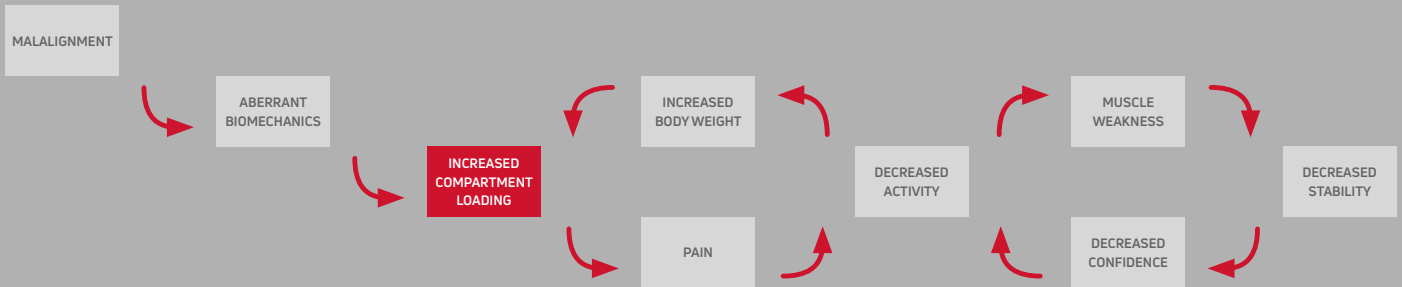 MALALIGNMENT
ABERRANT
BIOMECHANICS
INCREASED
COMPARTMENT
LOADING
INCREASED
BODY WEIGHT
PAIN
DECREASED
ACTIVITY
MUSCLE
WEAKNESS
DECREASED
CONFIDENCE
DECREASED
STABILITY